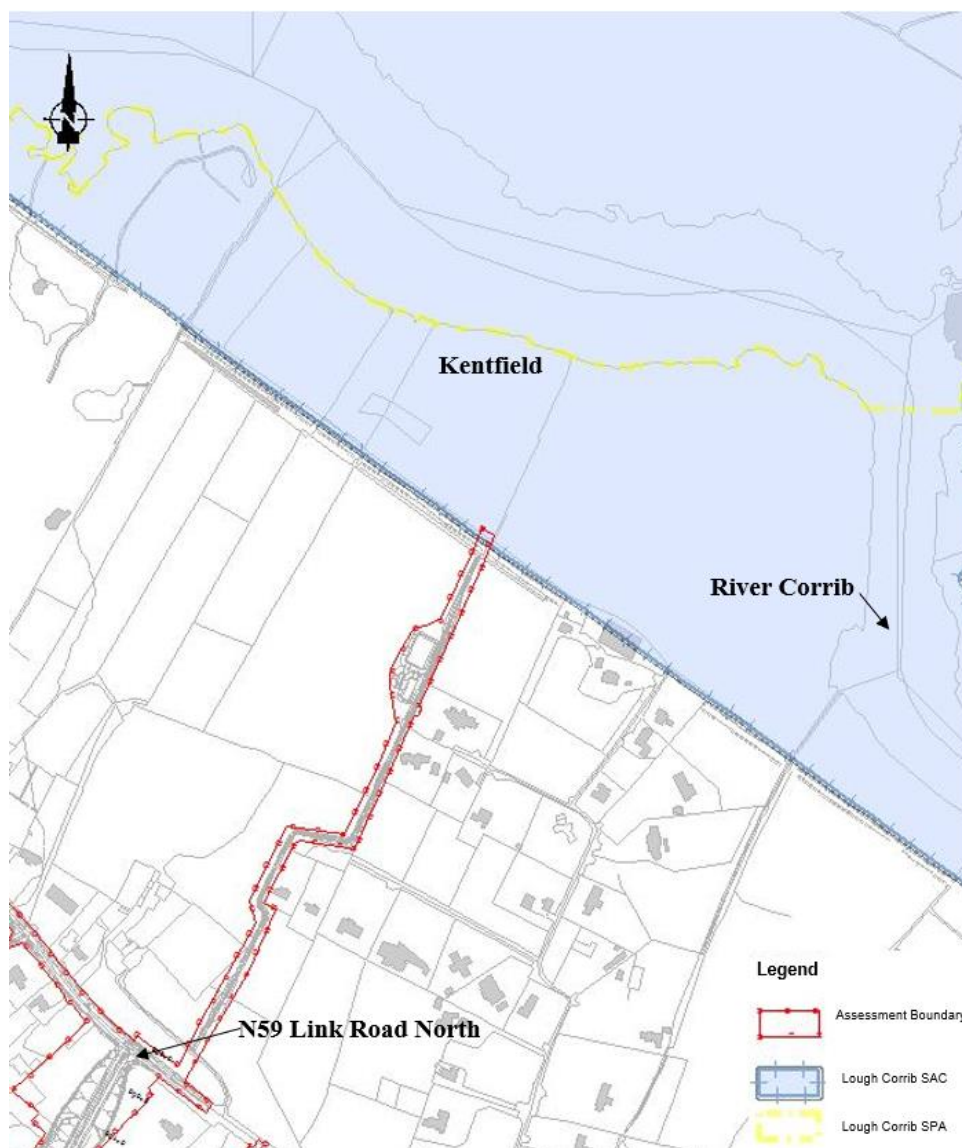 N
Kentfield
River Corrib
N59 Link Road North
Legend
Assessment Boundary
Lough Corrib SAC
Lough Corrib SPA